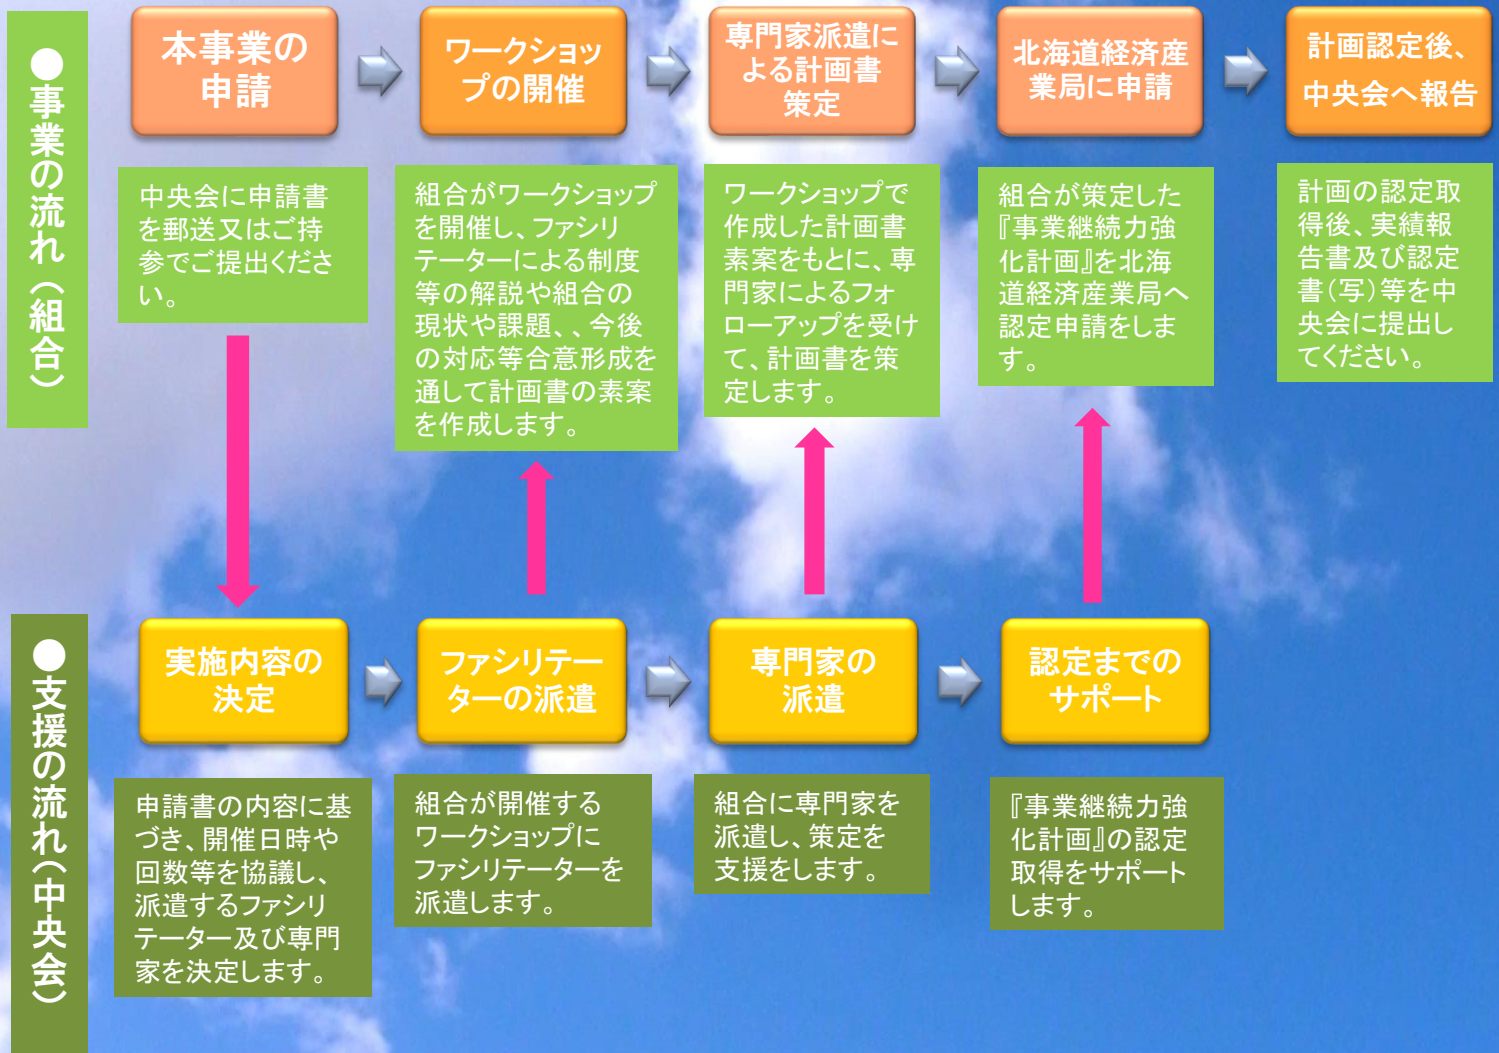 ●事業の流れ（組合）
本事業の
申請
ワークショッ
プの開催
専門家派遣に
よる計画書
策定
北海道経済産
業局に申請
計画認定後、
中央会へ報告
中央会に申請書
を郵送又はご持
参でご提出くださ
い。
組合がワークショップ
を開催し、ファシリ
テーターによる制度
等の解説や組合の
現状や課題、、今後
の対応等合意形成を
通して計画書の素案
を作成します。
ワークショップで
作成した計画書
素案をもとに、専
門家によるフォ
ローアップを受け
て、計画書を策
定します。
組合が策定した
『事業継続力強
化計画』を北海
道経済産業局へ
認定申請をしま
す。
計画の認定取
得後、実績報
告書及び認定
書（写）等を中
央会に提出し
てください。
●支援の流れ（中央会）
実施内容の
決定
ファシリテー
ターの派遣
専門家の
派遣
認定までの
サポート
申請書の内容に基
づき、開催日時や
回数等を協議し、
派遣するファシリ
テーター及び専門
家を決定します。
組合が開催する
ワークショップに
ファシリテーターを
派遣します。
組合に専門家を
派遣し、策定を
支援をします。
『事業継続力強
化計画』の認定
取得をサポート
します。